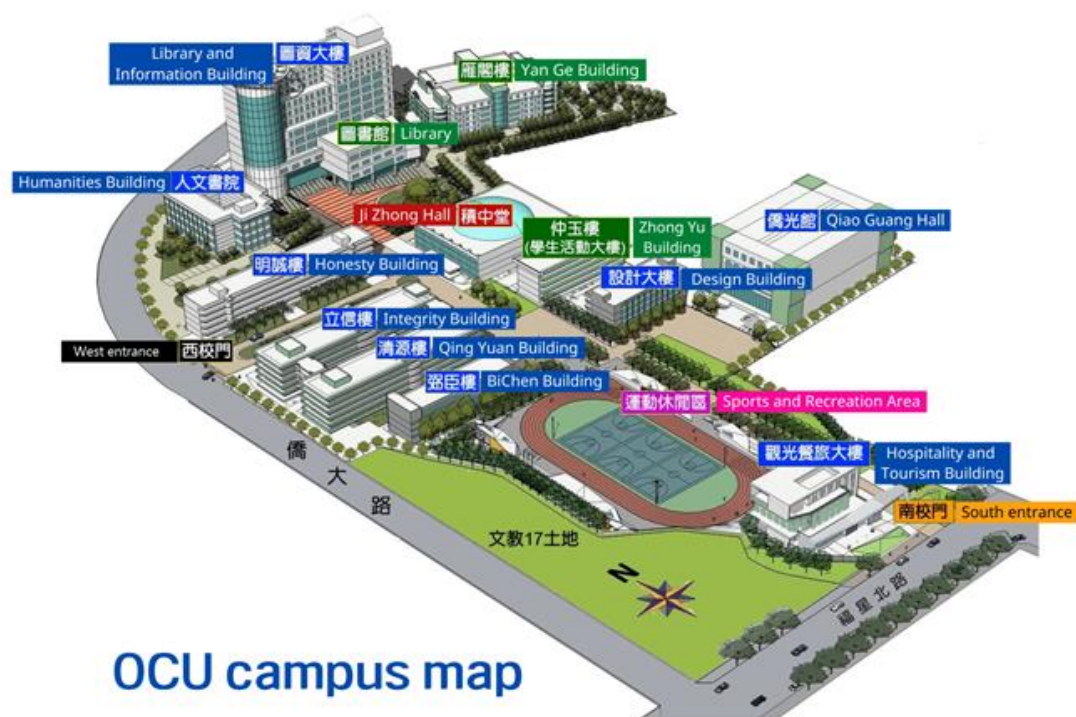 Library and
Information Building
圖資大樓
雁閣樓 Yan Ge Building
圖書館 Library
Humanities Building 人文書院
Ji Zhong Hall 積中堂
仲玉樓
(學生活動大樓)
Zhong Yu
Building
僑光館 Qiao Guang Hall
明誠樓 Honesty Building
設計大樓 Design Building
立信樓 Integrity Building
West entrance 西校門
清源樓 Qing Yuan Building
弼臣樓 BiChen Building
運動休閒區 Sports and Recreation Area
僑大路
觀光餐旅大樓
Hospitality and
Tourism Building
南校門 South entrance
文教17土地
N
福星北路
OCU campus map